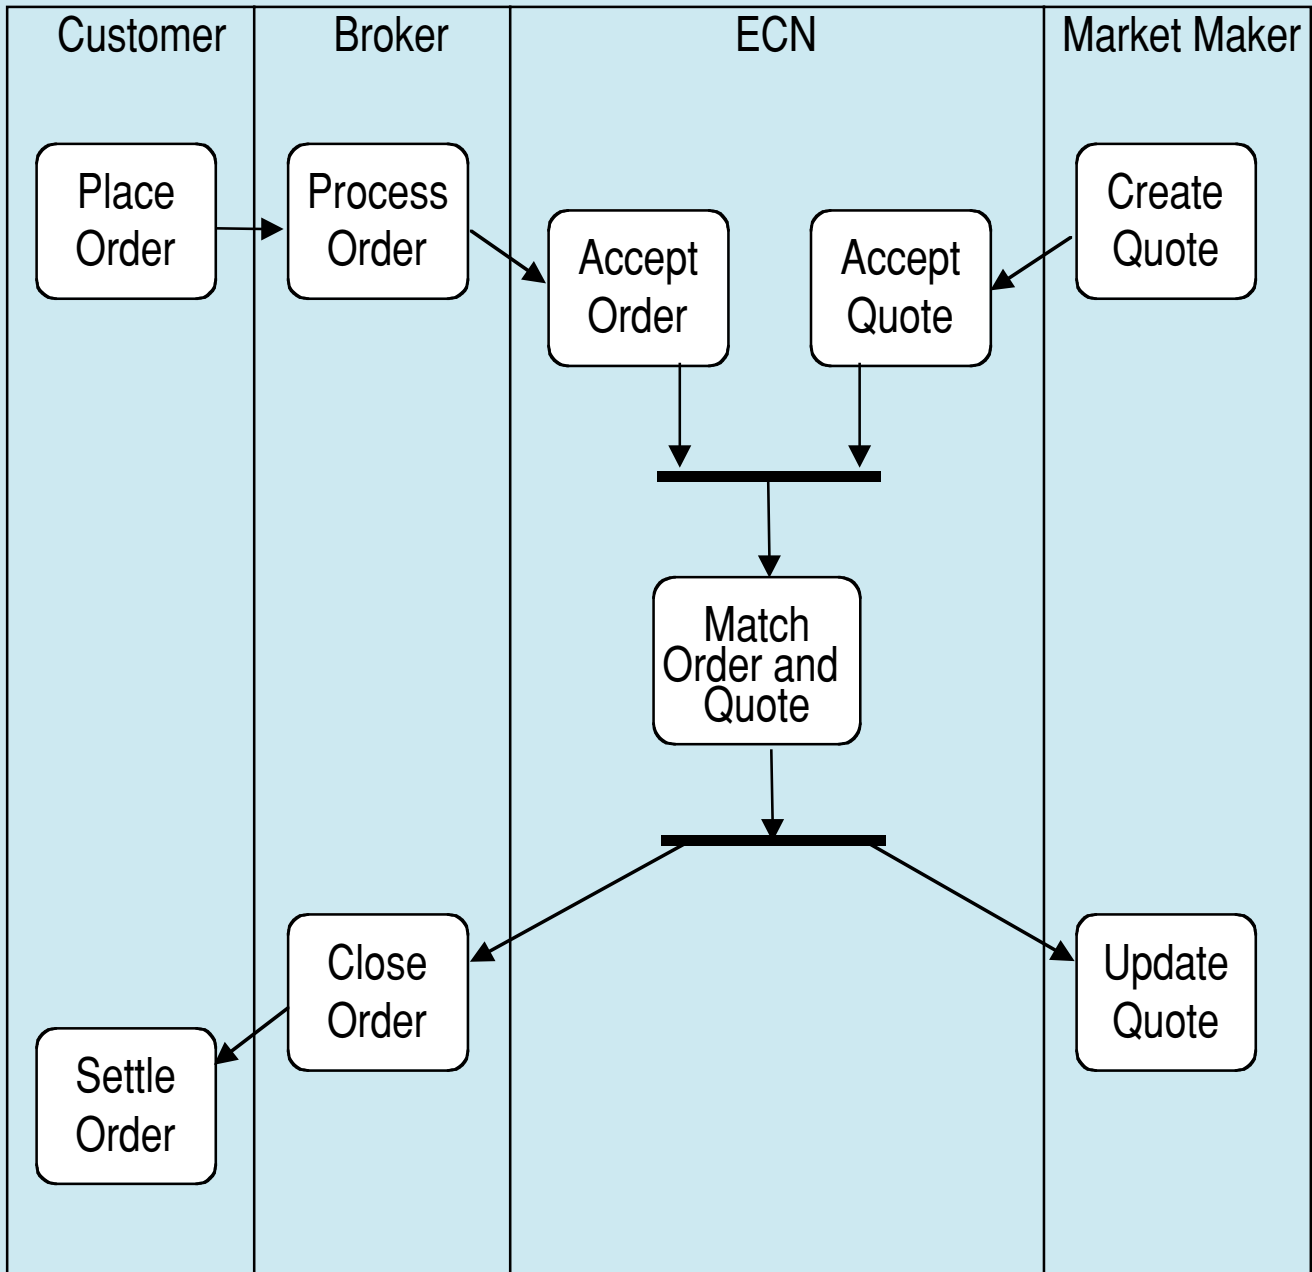 Customer
Broker
ECN
Market Maker
Place
Order
Process
Order
Accept
Order
Accept
Quote
Create
Quote
Match
Order and
Quote
Close
Order
Update
Quote
Settle
Order